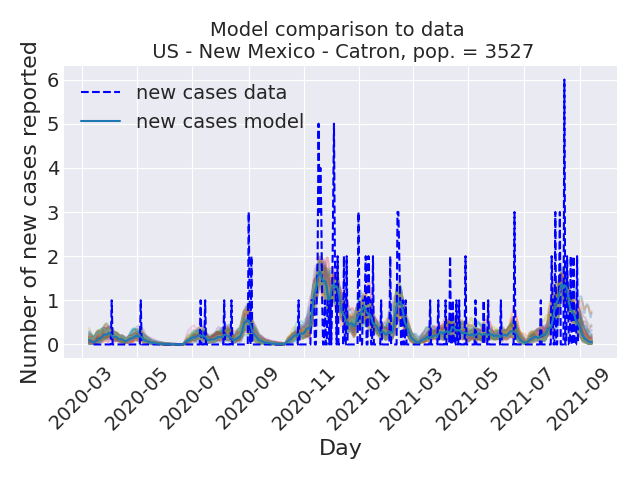 Model comparison to data
US - New Mexico - Catron, pop. = 3527
Number of new cases reported
6
5
4
3
2
1
0
new cases data
new cases model
2020-03
2020-05
2020-07
2020-09
2020-11
2021-01
2021-03
2021-05
2021-07
2021-09
Day